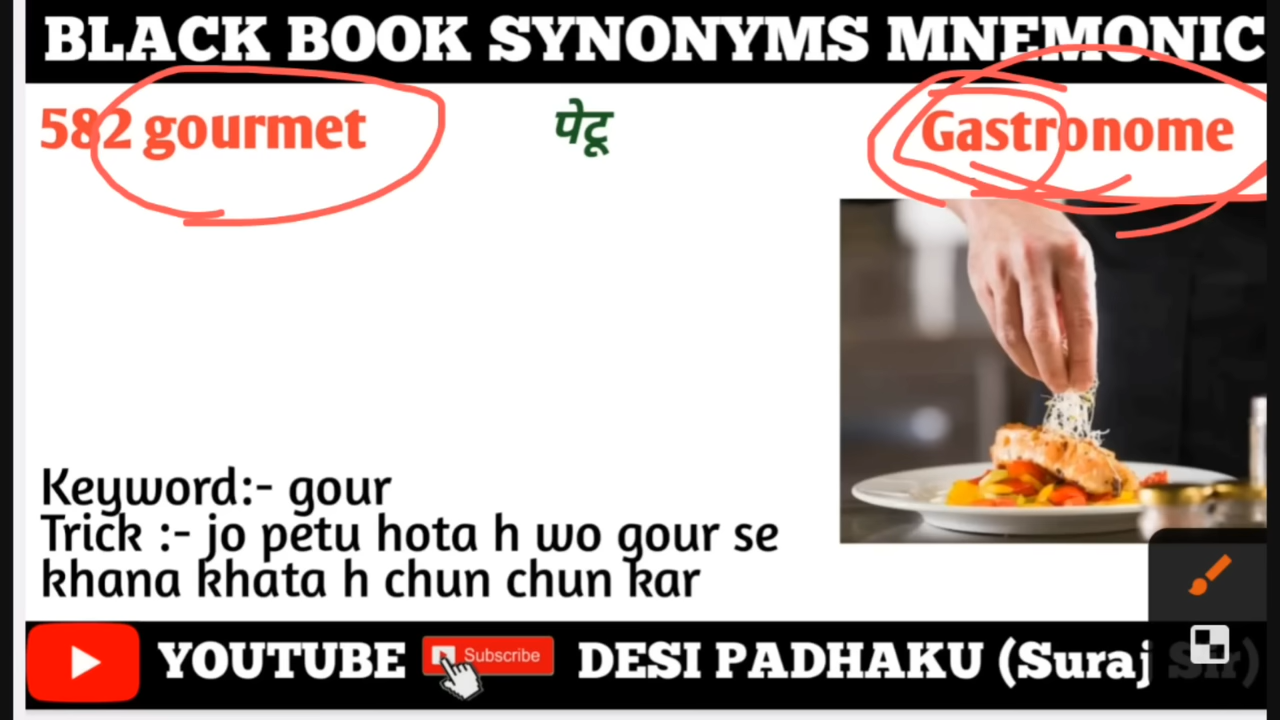 BLACK BOOK SYNONYMS MNEMONIC
582 gourmet पेटू Gastronome
Keyword:- gour
Trick :- jo petu hota h wo gour se
khana khata h chun chun kar
YOUTUBE Subscribe DESI PADHAKU (Suraj Sir)